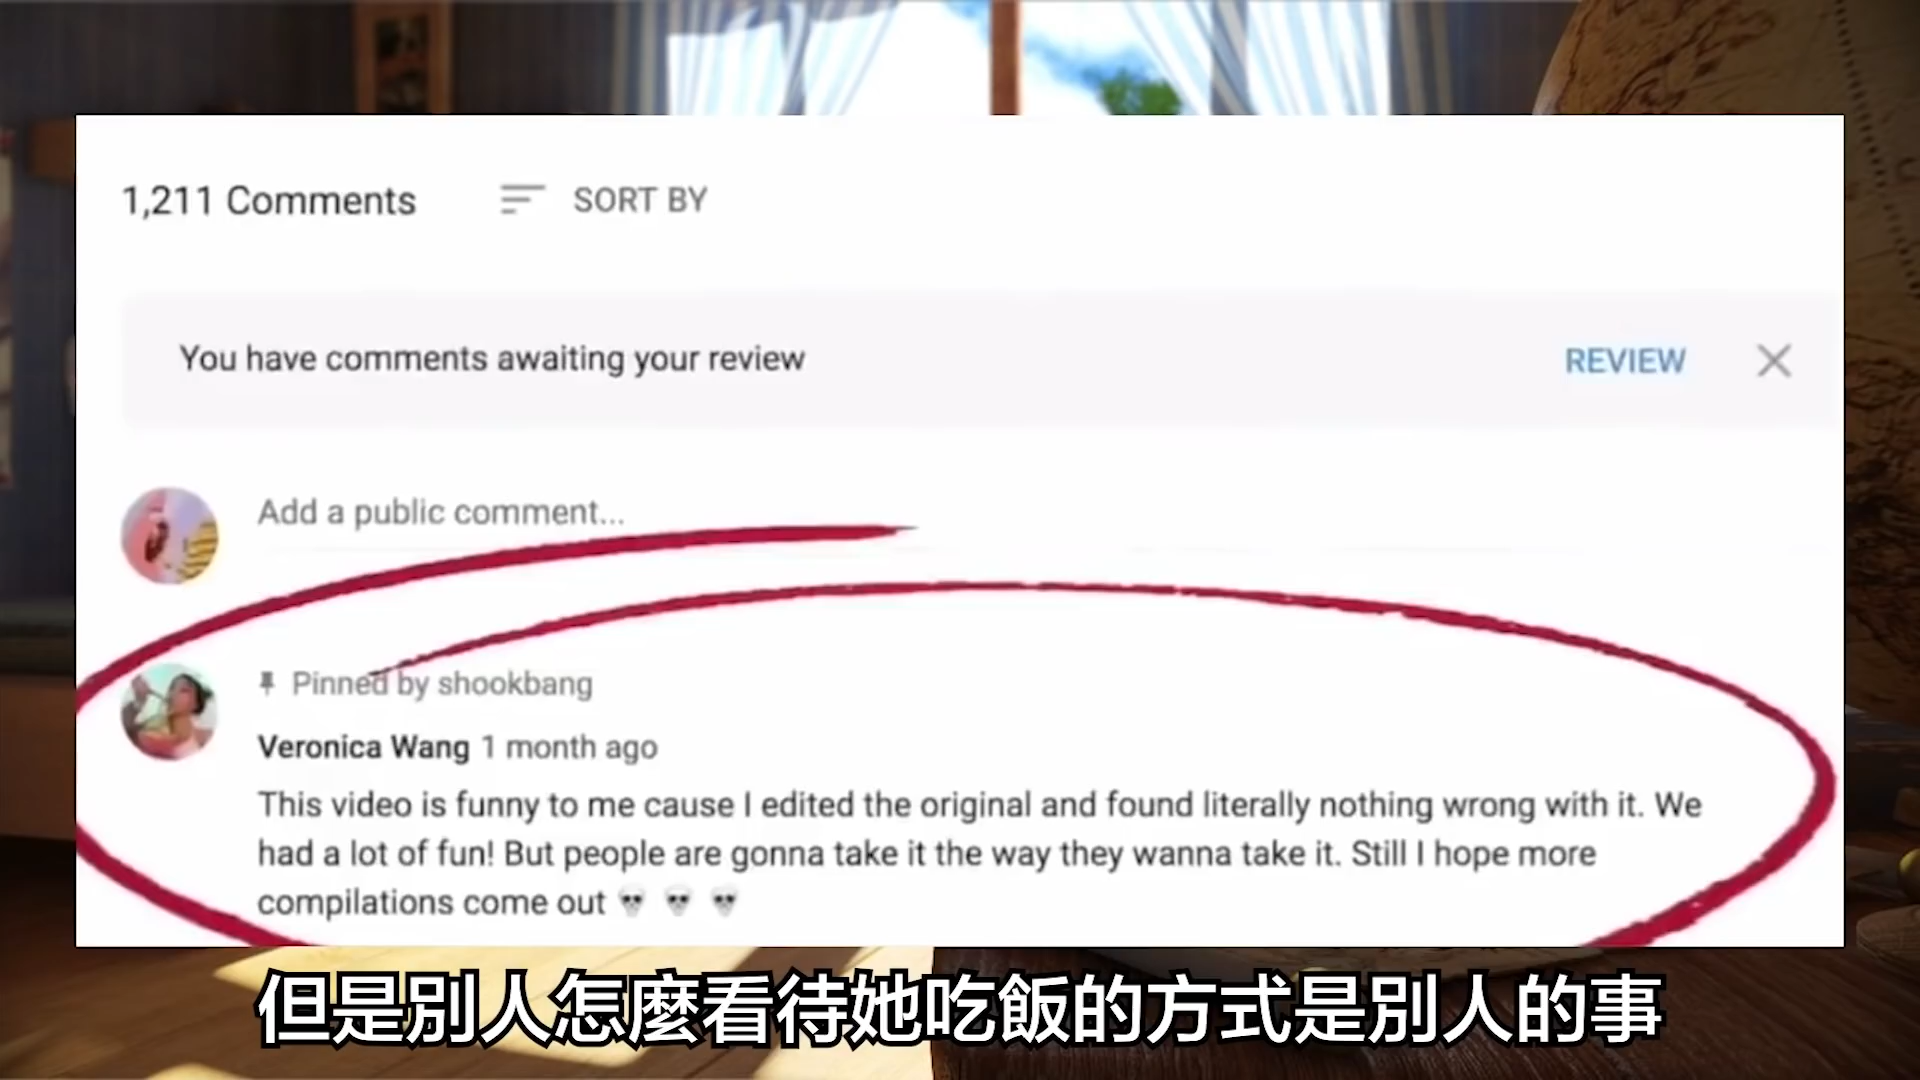 1,211 Comments
SORT BY
You have comments awaiting your review
REVIEW
Add a public comment...
Pinned by shookbang
Veronica Wang 1 month ago
This video is funny to me cause I edited the original and found literally nothing wrong with it. We
had a lot of fun! But people are gonna take it the way they wanna take it. Still I hope more
compilations come out 💀 💀 💀
但是別人怎麼看待她吃飯的方式是別人的事